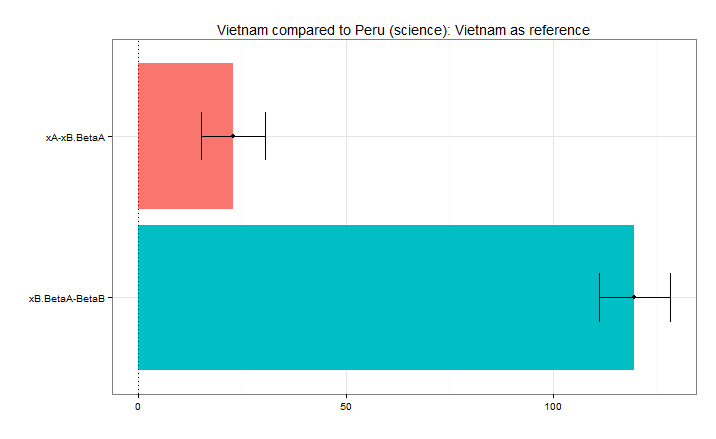 Vietnam compared to Peru (science): Vietnam as reference
xA-xB.BetaA
xB.BetaA-BetaB
0
50
100